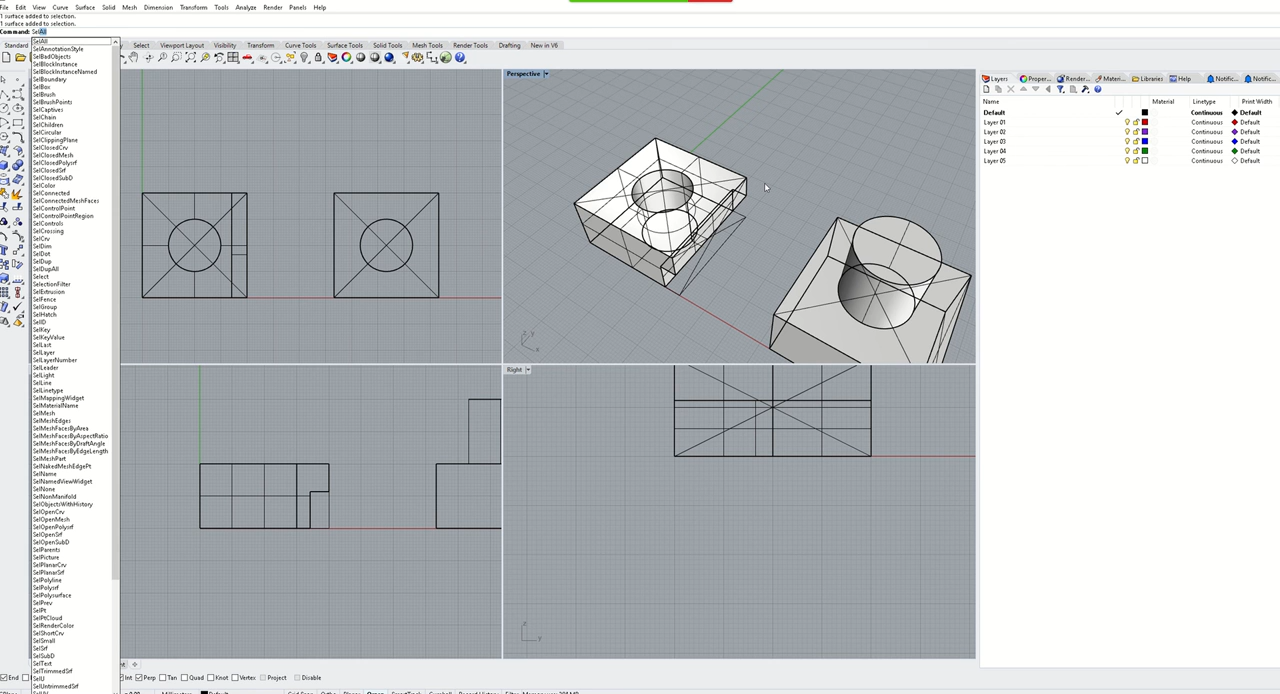 File Edit View Curve Surface Solid Mesh Dimension Transform Tools Analyze Render Panels Help
1 surface added to selection.
1 surface added to selection.
Command: SelAll
Standard Select Viewport Layout Visibility Transform Curve Tools Surface Tools Solid Tools Mesh Tools Render Tools Drafting New in V6
SelAll
SelAnnotationStyle
SelBadObjects
SelBlockInstance
SelBlockInstanceNamed
SelBoundary
SelBox
SelBrush
SelBrushPoints
SelCaptives
SelChain
SelChildren
SelCircular
SelClippingPlane
SelClosedCrv
SelClosedMesh
SelClosedPolysrf
SelClosedSrf
SelClosedSubD
SelColor
SelConnected
SelConnectedMeshFaces
SelControlPoint
SelControlPointRegion
SelControls
SelCrossing
SelCrv
SelDim
SelDot
SelDup
SelDupAll
Select
SelectionFilter
SelExtrusion
SelFence
SelGroup
SelHatch
SelID
SelKey
SelKeyValue
SelLast
SelLayer
SelLayerNumber
SelLeader
SelLight
SelLine
SelLinetype
SelMappingWidget
SelMaterialName
SelMesh
SelMeshEdges
SelMeshFacesByArea
SelMeshFacesByAspectRatio
SelMeshFacesByDraftAngle
SelMeshFacesByEdgeLength
SelMeshPart
SelNakedMeshEdgePt
SelName
SelNamedViewWidget
SelNone
SelNonManifold
SelObjectsWithHistory
SelOpenCrv
SelOpenMesh
SelOpenPolysrf
SelOpenSrf
SelOpenSubD
SelParents
SelPicture
SelPlanarCrv
SelPlanarSrf
SelPolyline
SelPolysrf
SelPolysurface
SelPrev
SelPt
SelPtCloud
SelRenderColor
SelShortCrv
SelSmall
SelSrf
SelSubD
SelText
SelTrimmedSrf
SelU
SelUntrimmedSrf
Perspective
z y
x
Right
z
y
Layers Proper... Render... Materi... Libraries Help Notific... Notific...
Name Material Linetype Print Width
Default Continuous Default
Layer 01 Continuous Default
Layer 02 Continuous Default
Layer 03 Continuous Default
Layer 04 Continuous Default
Layer 05 Continuous Default
End Int Perp Tan Quad Knot Vertex Project Disable